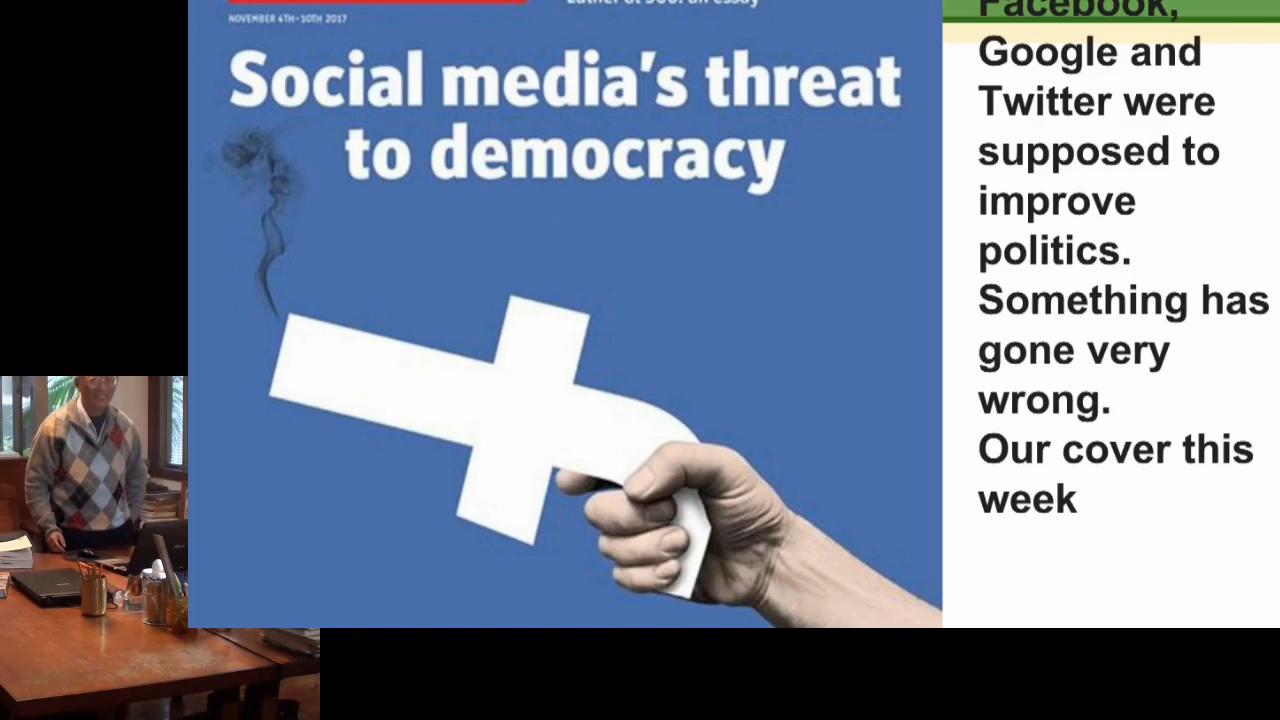 NOVEMBER 4TH–10TH 2017
Social media's threat
to democracy
Facebook,
Google and
Twitter were
supposed to
improve
politics.
Something has
gone very
wrong.
Our cover this
week